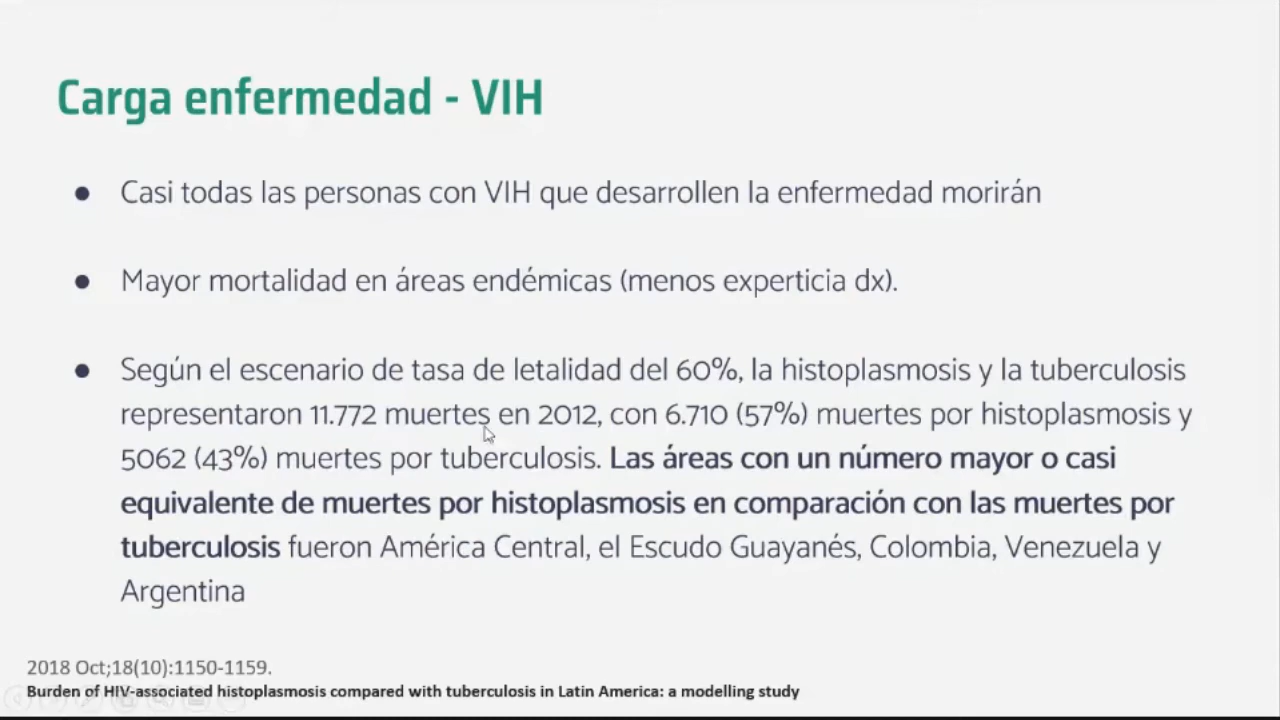 Carga enfermedad - VIH
● Casi todas las personas con VIH que desarrollen la enfermedad morirán
● Mayor mortalidad en áreas endémicas (menos experticia dx).
● Según el escenario de tasa de letalidad del 60%, la histoplasmosis y la tuberculosis
representaron 11.772 muertes en 2012, con 6.710 (57%) muertes por histoplasmosis y
5062 (43%) muertes por tuberculosis. Las áreas con un número mayor o casi
equivalente de muertes por histoplasmosis en comparación con las muertes por
tuberculosis fueron América Central, el Escudo Guayanés, Colombia, Venezuela y
Argentina
2018 Oct;18(10):1150-1159.
Burden of HIV-associated histoplasmosis compared with tuberculosis in Latin America: a modelling study